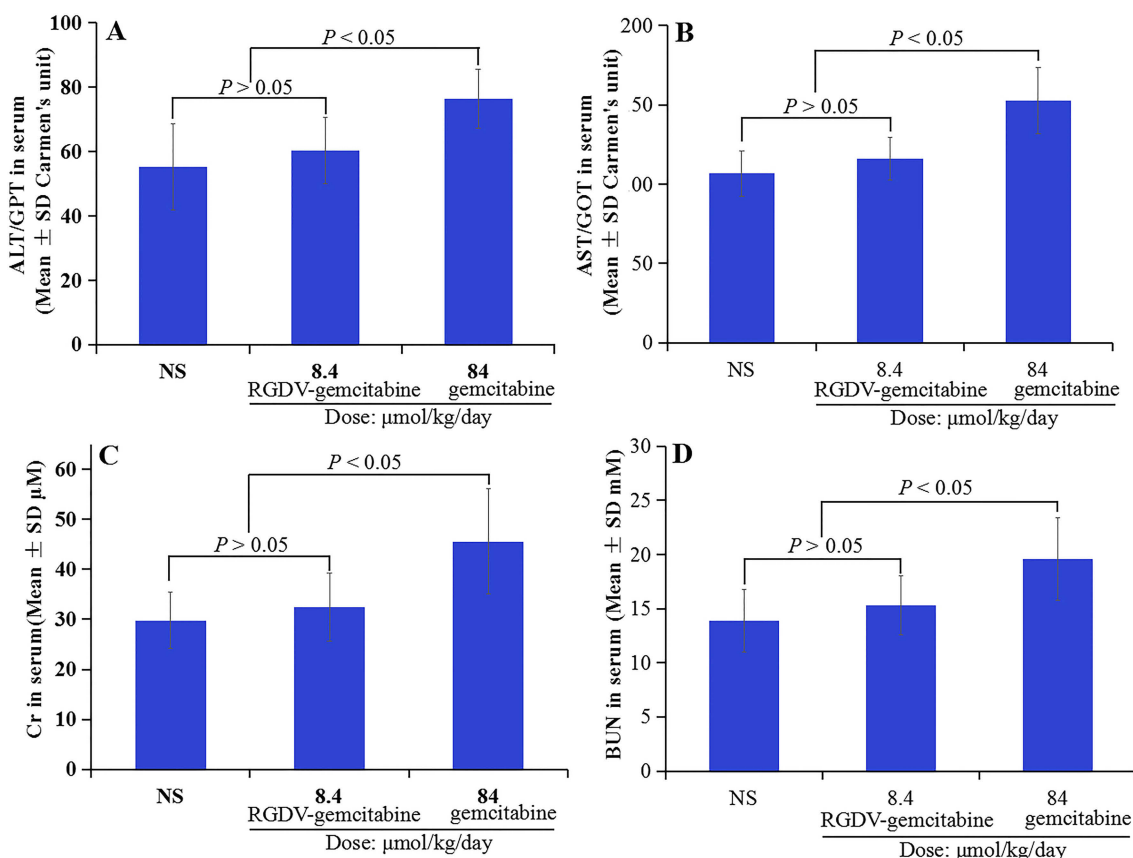 A
ALT/GPT in serum
(Mean ± SD Carmen's unit)
100
80
60
40
20
0
P < 0.05
P > 0.05
NS
8.4
84
RGDV-gemcitabine
gemcitabine
Dose: μmol/kg/day
B
AST/GOT in serum
(Mean ± SD Carmen's unit)
200
50
00
50
0
P < 0.05
P > 0.05
NS
8.4
84
RGDV-gemcitabine
gemcitabine
Dose: μmol/kg/day
C
Cr in serum(Mean ± SD μM)
60
50
40
30
20
10
0
P < 0.05
P > 0.05
NS
8.4
84
RGDV-gemcitabine
gemcitabine
Dose: μmol/kg/day
D
BUN in serum (Mean ± SD mM)
30
25
20
15
10
5
0
P < 0.05
P > 0.05
NS
8.4
84
RGDV-gemcitabine
gemcitabine
Dose: μmol/kg/day